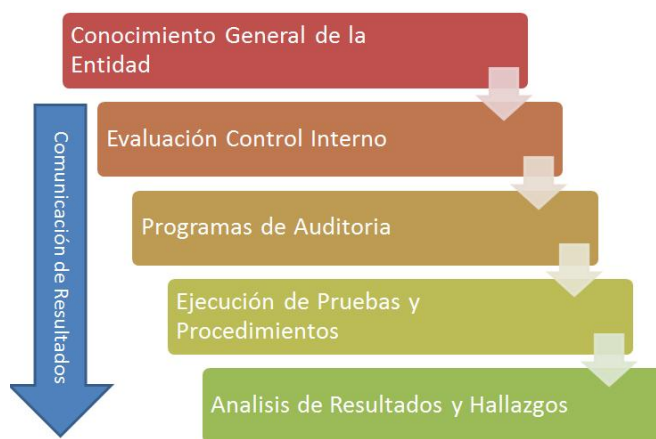 Conocimiento General de la
Entidad
Evaluación Control Interno
Programas de Auditoria
Ejecución de Pruebas y
Procedimientos
Analisis de Resultados y Hallazgos
Comunicación de Resultados